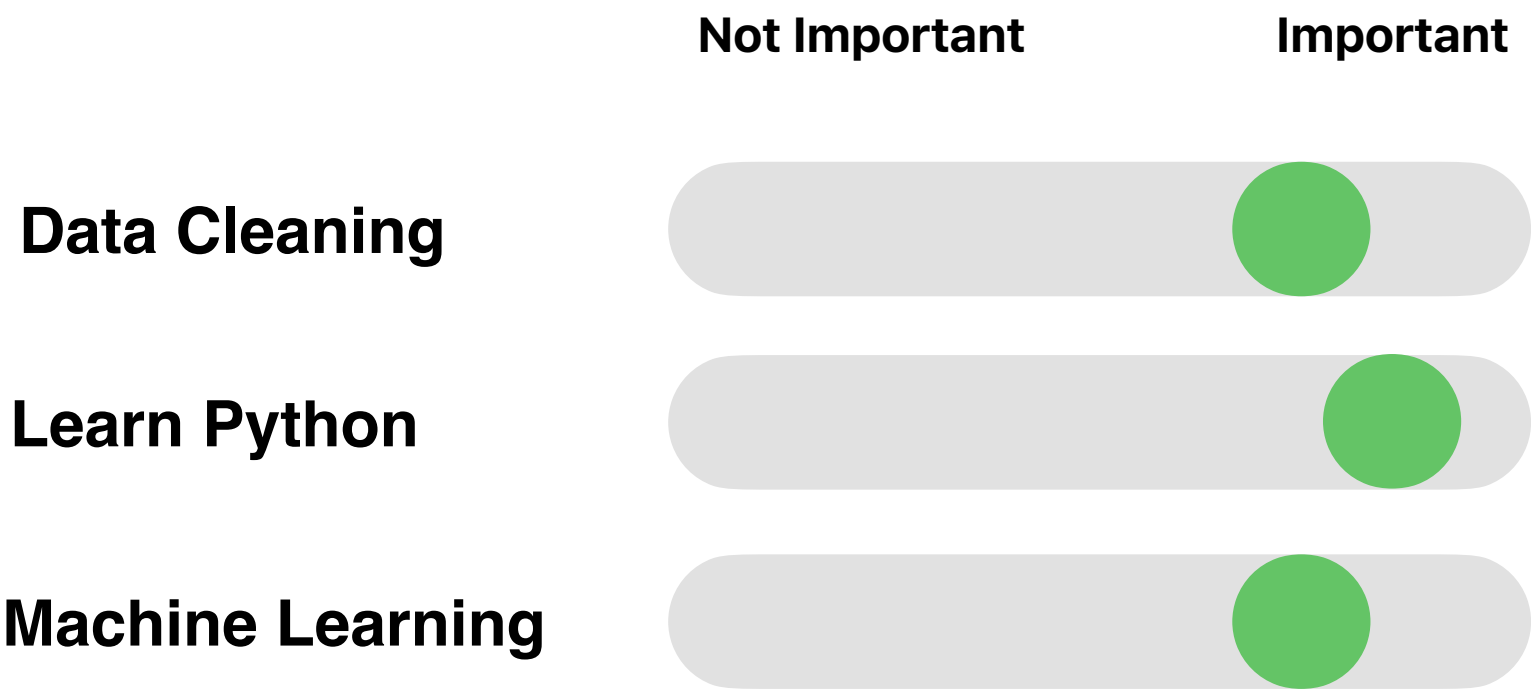 Not Important Important
Data Cleaning
Learn Python
Machine Learning